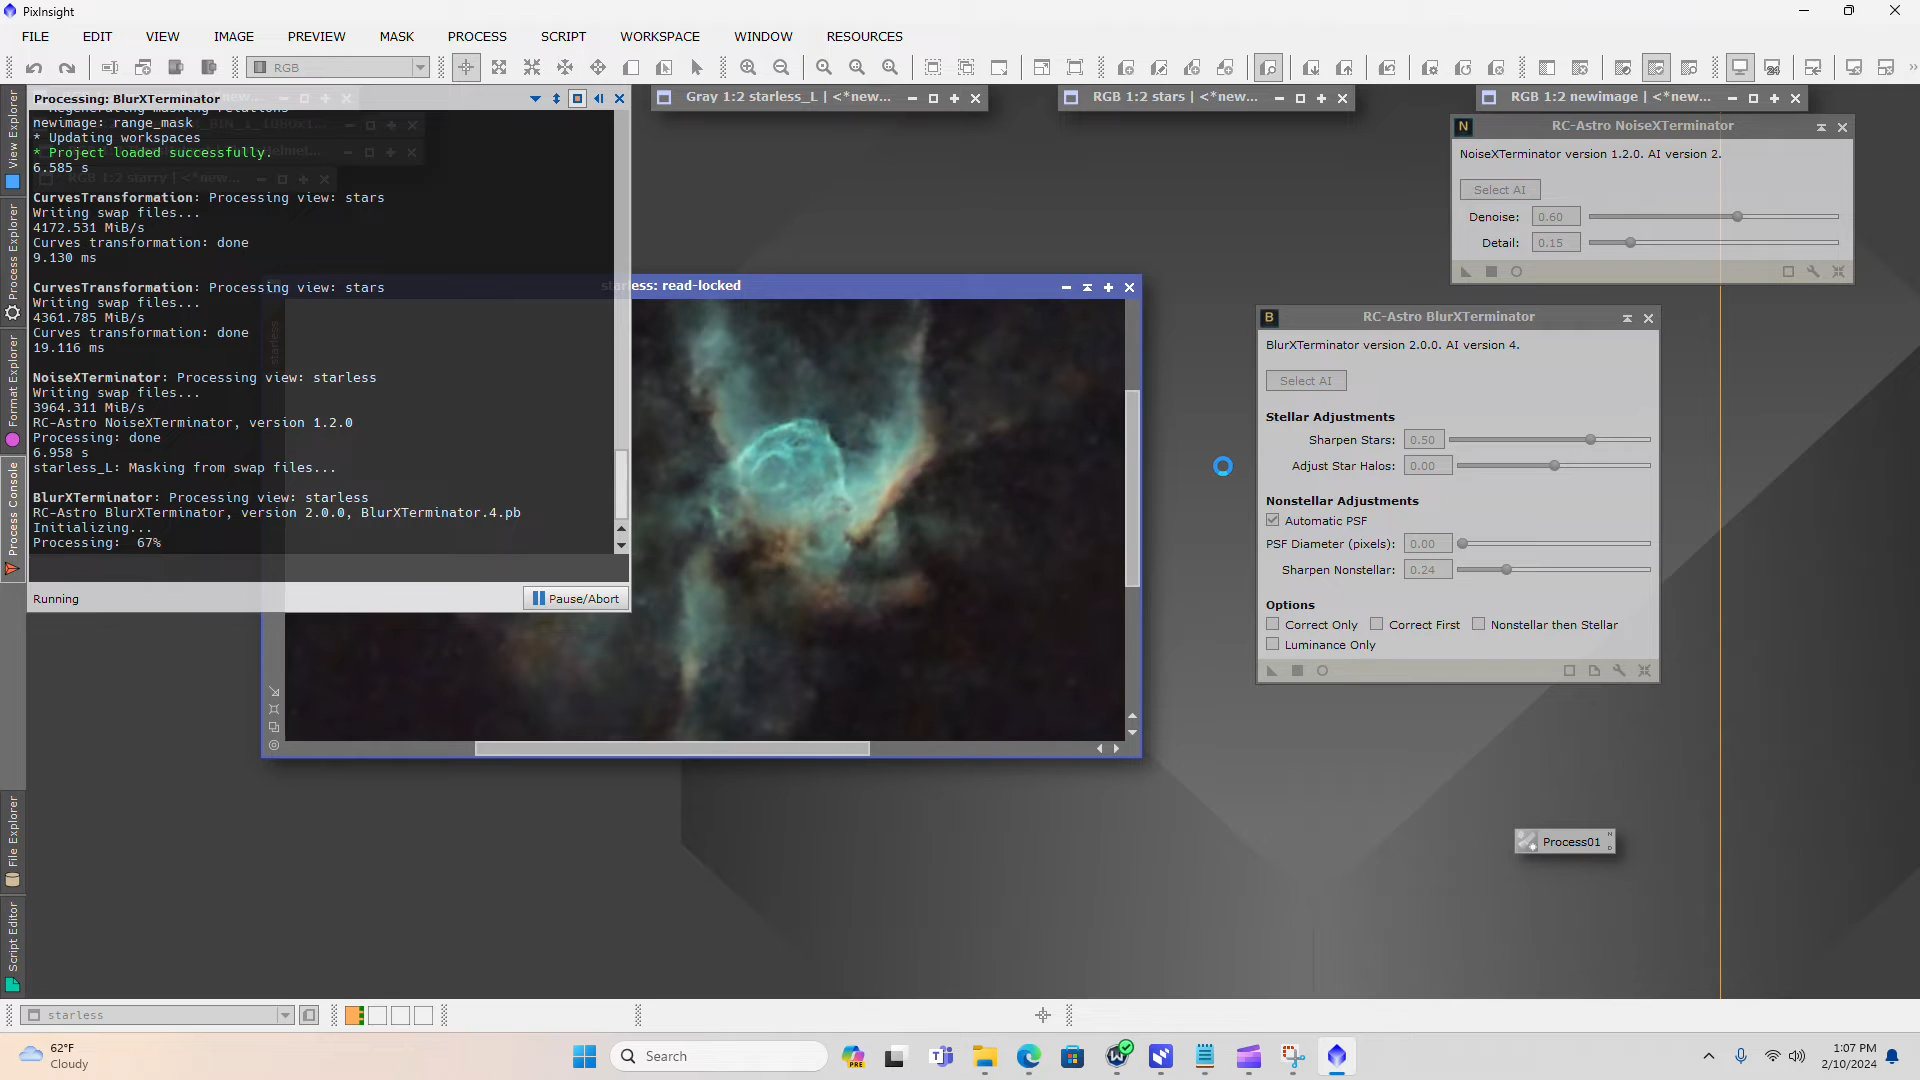 PixInsight
FILE EDIT VIEW IMAGE PREVIEW MASK PROCESS SCRIPT WORKSPACE WINDOW RESOURCES
RGB
Processing: BlurXTerminator
newimage: range_mask
* Updating workspaces
* Project loaded successfully.
6.585 s
CurvesTransformation: Processing view: stars
Writing swap files...
4172.531 MiB/s
Curves transformation: done
9.130 ms
CurvesTransformation: Processing view: stars
Writing swap files...
4361.785 MiB/s
Curves transformation: done
19.116 ms
NoiseXTerminator: Processing view: starless
Writing swap files...
3964.311 MiB/s
RC-Astro NoiseXTerminator, version 1.2.0
Processing: done
6.958 s
starless_L: Masking from swap files...
BlurXTerminator: Processing view: starless
RC-Astro BlurXTerminator, version 2.0.0, BlurXTerminator.4.pb
Initializing...
Processing: 67%
Running
Pause/Abort
Gray 1:2 starless_L | <*new...
RGB 1:2 stars | <*new...
RGB 1:2 newimage | <*new...
starless: read-locked
RC-Astro NoiseXTerminator
N
NoiseXTerminator version 1.2.0. AI version 2.
Select AI
Denoise: 0.60
Detail: 0.15
RC-Astro BlurXTerminator
B
BlurXTerminator version 2.0.0. AI version 4.
Select AI
Stellar Adjustments
Sharpen Stars: 0.50
Adjust Star Halos: 0.00
Nonstellar Adjustments
Automatic PSF
PSF Diameter (pixels): 0.00
Sharpen Nonstellar: 0.24
Options
Correct Only Correct First Nonstellar then Stellar
Luminance Only
Process01
View Explorer
Process Explorer
Format Explorer
Process Console
File Explorer
Script Editor
starless
62°F
Cloudy
Search
PRE
1:07 PM
2/10/2024